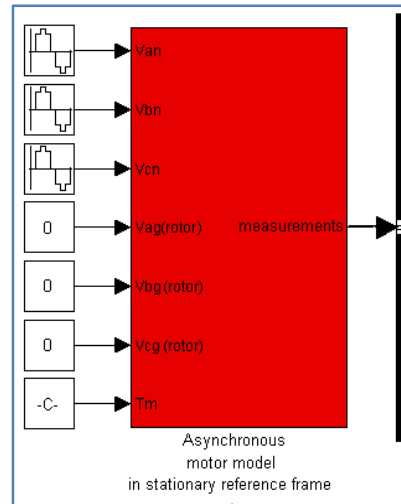 Van
Vbn
Vcn
0 Vag(rotor) measurements
0 Vbg(rotor)
0 Vcg (rotor)
-C- Tm
Asynchronous
motor model
in stationary reference frame